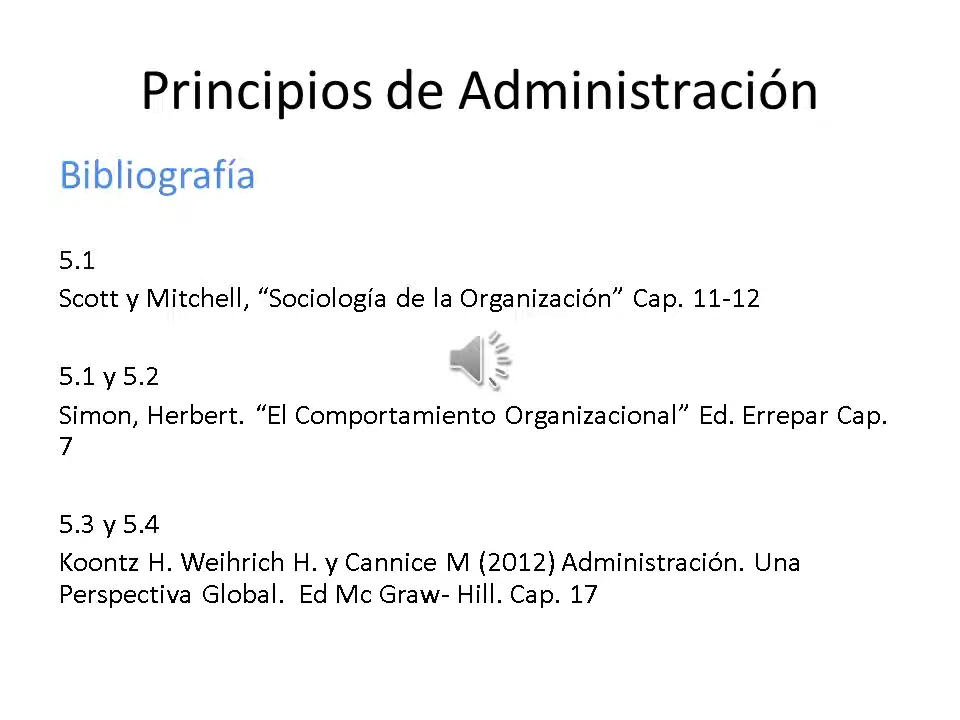 Principios de Administración
Bibliografía
5.1
Scott y Mitchell, “Sociología de la Organización” Cap. 11-12
5.1 y 5.2
Simon, Herbert. “El Comportamiento Organizacional” Ed. Errepar Cap.
7
5.3 y 5.4
Koontz H. Weihrich H. y Cannice M (2012) Administración. Una
Perspectiva Global.  Ed Mc Graw- Hill. Cap. 17